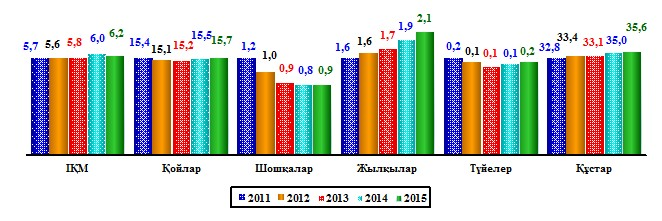 5,7 5,6 5,8 6,0 6,2
15,4 15,1 15,2 15,5 15,7
1,2 1,0 0,9 0,8 0,9
1,6 1,6 1,7 1,9 2,1
0,2 0,1 0,1 0,1 0,2
32,8 33,4 33,1 35,0 35,6
ІҚМ Қойлар Шошқалар Жылқылар Түйелер Құстар
2011 2012 2013 2014 2015